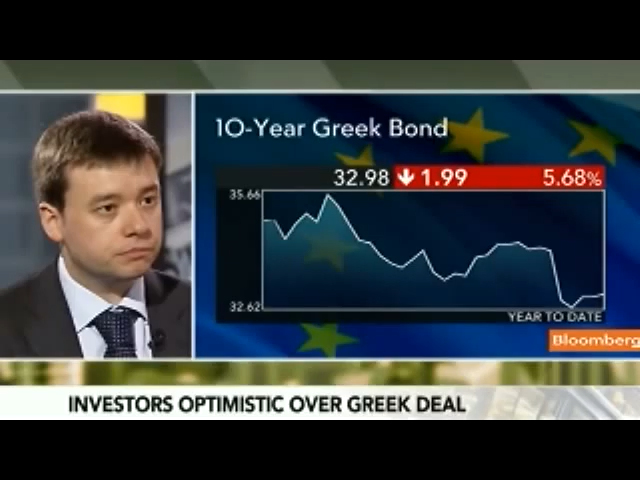 10-Year Greek Bond
32.98 1.99 5.68%
35.66
32.62
YEAR TO DATE
Bloomberg
INVESTORS OPTIMISTIC OVER GREEK DEAL